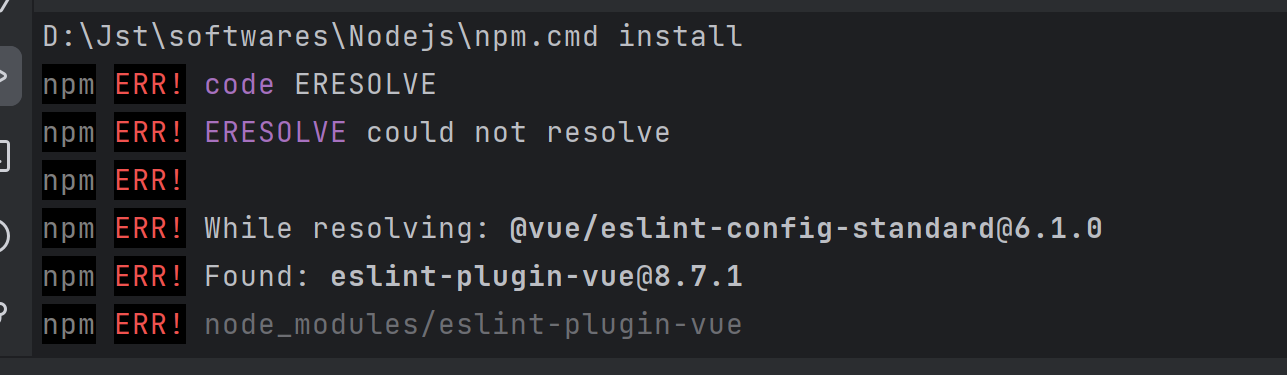 D:\Jst\softwares\Nodejs\npm.cmd install
npm ERR! code ERESOLVE
npm ERR! ERESOLVE could not resolve
npm ERR!
npm ERR! While resolving: @vue/eslint-config-standard@6.1.0
npm ERR! Found: eslint-plugin-vue@8.7.1
npm ERR! node_modules/eslint-plugin-vue